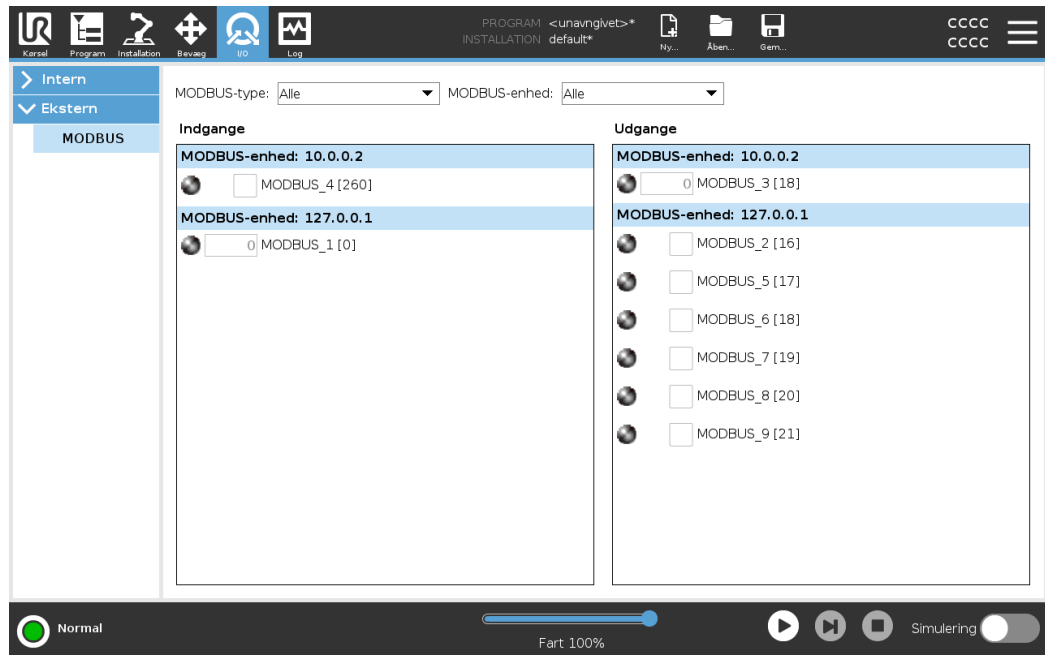 UR
PROGRAM <unavngivet>*
INSTALLATION default*
Kørsel Program Installation Bevæg I/O Log Ny... Åben... Gem...
CCCC
CCCC
Intern
Ekstern
MODBUS
MODBUS-type: Alle MODBUS-enhed: Alle
Indgange
MODBUS-enhed: 10.0.0.2
MODBUS_4 [260]
MODBUS-enhed: 127.0.0.1
0 MODBUS_1 [0]
Udgange
MODBUS-enhed: 10.0.0.2
0 MODBUS_3 [18]
MODBUS-enhed: 127.0.0.1
MODBUS_2 [16]
MODBUS_5 [17]
MODBUS_6 [18]
MODBUS_7 [19]
MODBUS_8 [20]
MODBUS_9 [21]
Normal
Fart 100%
Simulering